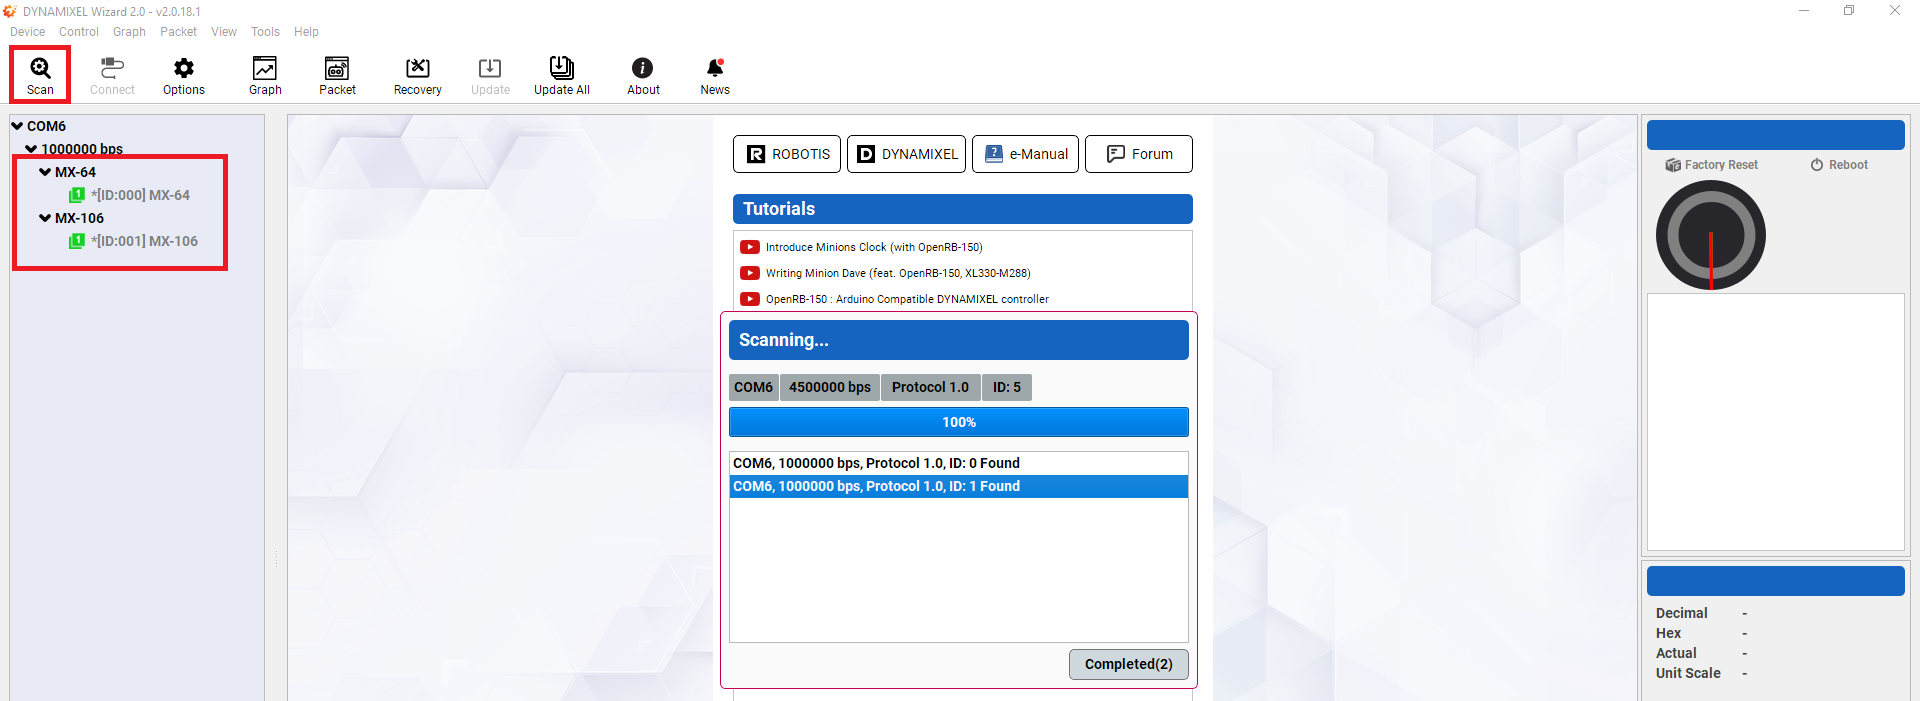 DYNAMIXEL Wizard 2.0 - v2.0.18.1
Device Control Graph Packet View Tools Help
Scan Connect Options Graph Packet Recovery Update Update All About News
COM6
1000000 bps
MX-64
1 *[ID:000] MX-64
MX-106
1 *[ID:001] MX-106
R ROBOTIS D DYNAMIXEL ? e-Manual Forum
Tutorials
Introduce Minions Clock (with OpenRB-150)
Writing Minion Dave (feat. OpenRB-150, XL330-M288)
OpenRB-150 : Arduino Compatible DYNAMIXEL controller
Scanning...
COM6 4500000 bps Protocol 1.0 ID: 5
100%
COM6, 1000000 bps, Protocol 1.0, ID: 0 Found
COM6, 1000000 bps, Protocol 1.0, ID: 1 Found
Completed(2)
Factory Reset Reboot
Decimal -
Hex -
Actual -
Unit Scale -